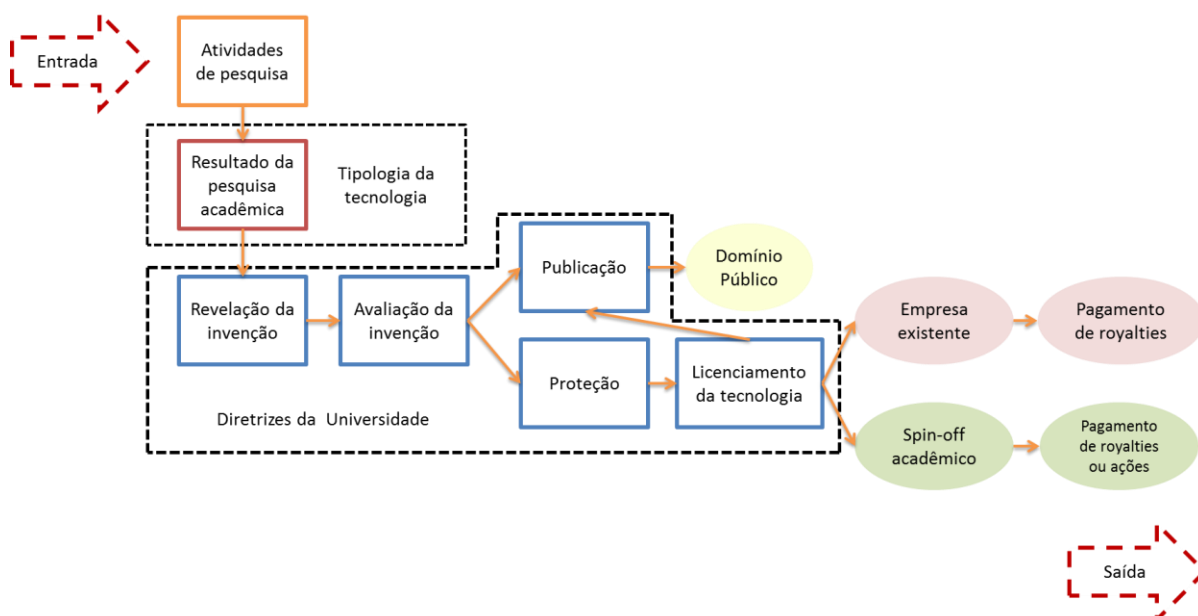 Entrada
Atividades
de pesquisa
Resultado da
pesquisa
acadêmica
Tipologia da
tecnologia
Revelação da
invenção
Avaliação da
invenção
Publicação
Domínio
Público
Proteção
Licenciamento
da tecnologia
Diretrizes da Universidade
Empresa
existente
Pagamento
de royalties
Spin-off
acadêmico
Pagamento
de royalties
ou ações
Saída